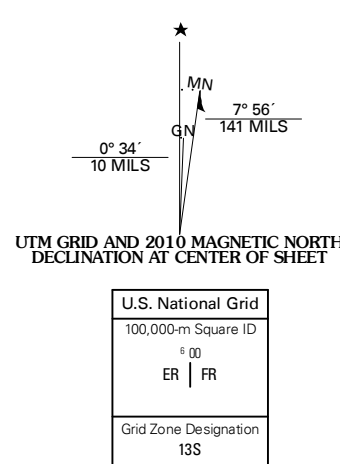 ★
MN
7° 56´
141 MILS
GN
0° 34´
10 MILS
UTM GRID AND 2010 MAGNETIC NORTH
DECLINATION AT CENTER OF SHEET
U.S. National Grid
100,000-m Square ID
6 00
ER FR
Grid Zone Designation
13S